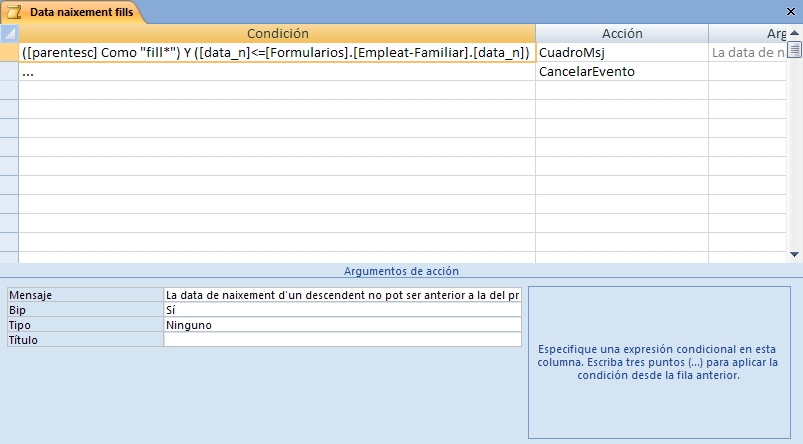 Data naixement fills
Condición Acción Arg
([parentesc] Como "fill*") Y ([data_n]<=[Formularios].[Empleat-Familiar].[data_n]) CuadroMsj La data de n
... CancelarEvento
Argumentos de acción
Mensaje La data de naixement d'un descendent no pot ser anterior a la del pr
Bip Sí
Tipo Ninguno
Título
Especifique una expresión condicional en esta
columna. Escriba tres puntos (...) para aplicar la
condición desde la fila anterior.